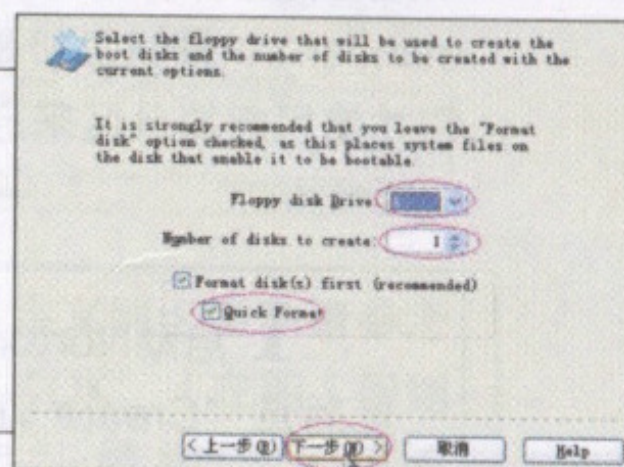 Select the floppy drive that will be used to create the
boot disks and the number of disks to be created with the
current options.
It is strongly recommended that you leave the "Format
disk" option checked, as this places system files on
the disk that enable it to be bootable.
Floppy disk Drive:
Number of disks to create: 1
Format disk(s) first (recommended)
Quick Format
< 上一步(B) 下一步(N) > 取消 Help